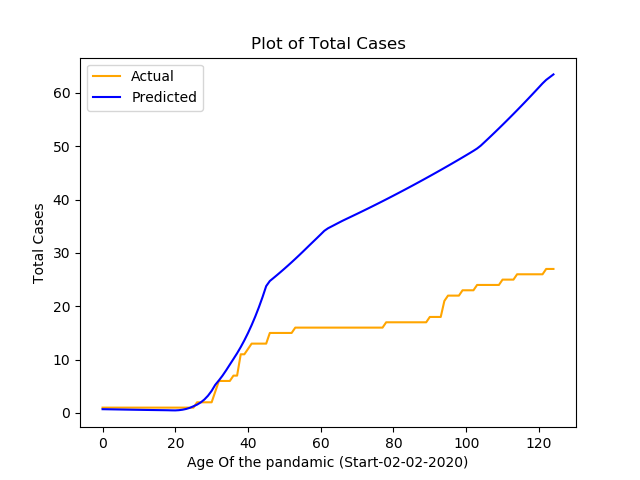 Plot of Total Cases
Actual
Predicted
60
50
40
30
20
10
0
Total Cases
0 20 40 60 80 100 120
Age Of the pandamic (Start-02-02-2020)